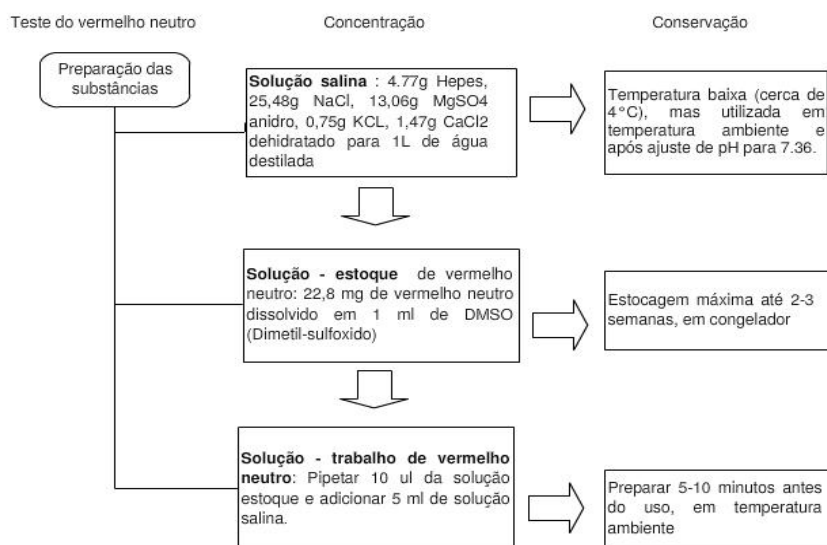 Teste do vermelho neutro
Concentração
Conservação
Preparação das
substâncias
Solução salina : 4.77g Hepes,
25,48g NaCl, 13,06g MgSO4
anidro, 0,75g KCL, 1,47g CaCl2
dehidratado para 1L de água
destilada
Temperatura baixa (cerca de
4°C), mas utilizada em
temperatura ambiente e
após ajuste de pH para 7.36.
Solução - estoque de vermelho
neutro: 22,8 mg de vermelho neutro
dissolvido em 1 ml de DMSO
(Dimetil-sulfoxido)
Estocagem máxima até 2-3
semanas, em congelador
Solução - trabalho de vermelho
neutro: Pipetar 10 ul da solução
estoque e adicionar 5 ml de solução
salina.
Preparar 5-10 minutos antes
do uso, em temperatura
ambiente